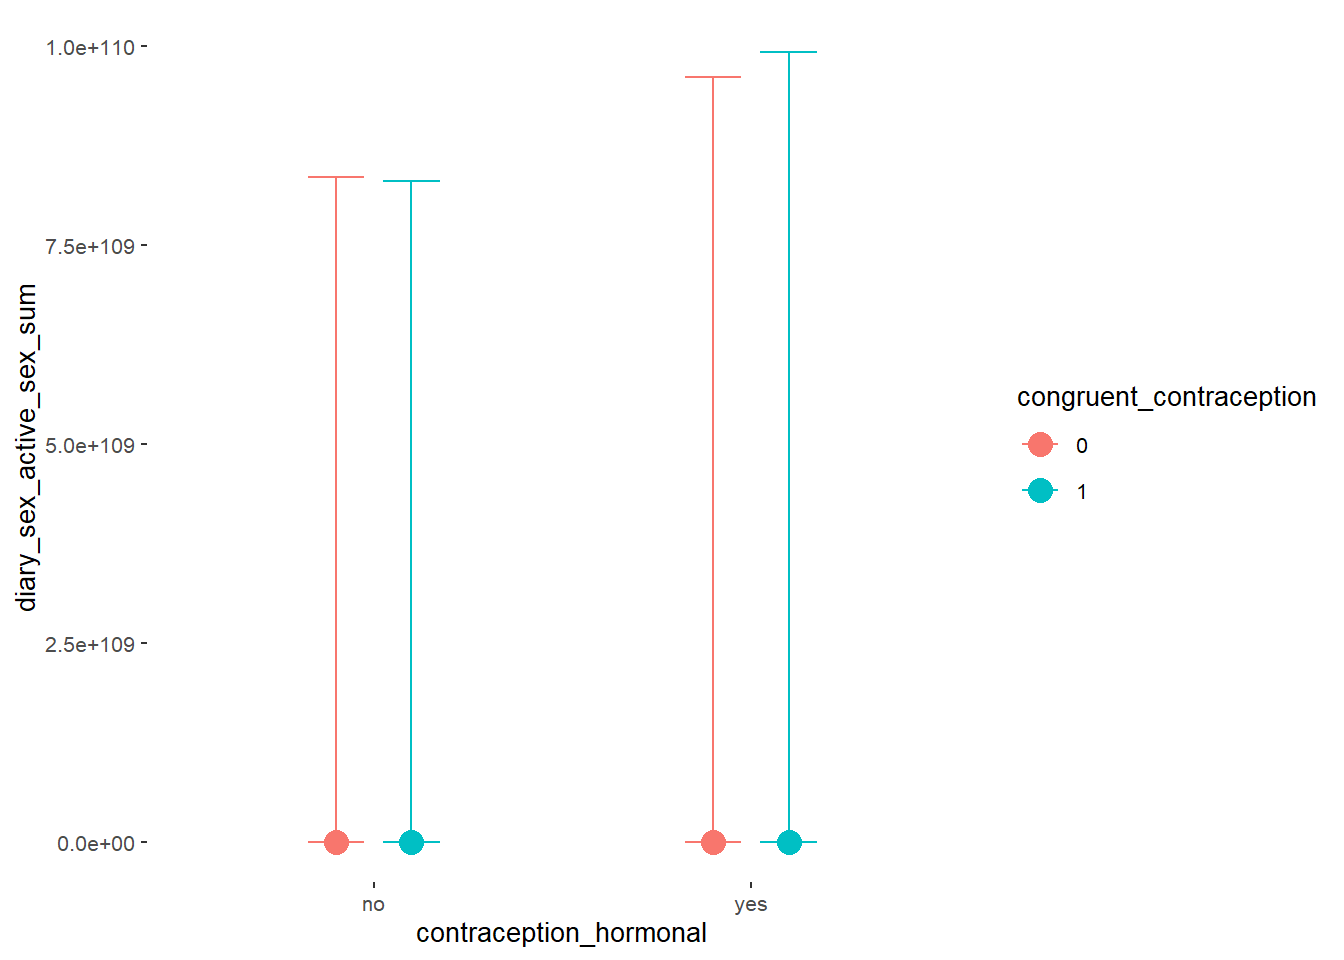 1.0e+110
7.5e+109
5.0e+109
2.5e+109
0.0e+00
diary_sex_active_sex_sum
no
yes
contraception_hormonal
congruent_contraception
0
1